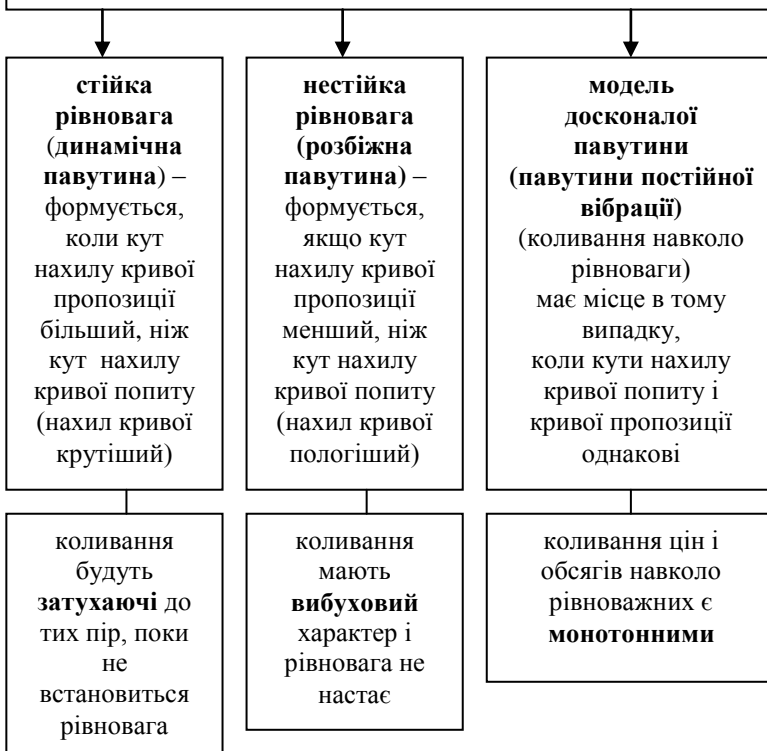 стійка
рівновага
(динамічна
павутина) –
формується,
коли кут
нахилу кривої
пропозиції
більший, ніж
кут нахилу
кривої попиту
(нахил кривої
крутіший)
нестійка
рівновага
(розбіжна
павутина) –
формується,
якщо кут
нахилу кривої
пропозиції
менший, ніж
кут нахилу
кривої попиту
(нахил кривої
пологіший)
модель
досконалої
павутини
(павутини постійної
вібрації)
(коливання навколо
рівноваги)
має місце в тому
випадку,
коли кути нахилу
кривої попиту і
кривої пропозиції
однакові
коливання
будуть
затухаючі до
тих пір, поки
не
встановиться
рівновага
коливання
мають
вибуховий
характер і
рівновага не
настає
коливання цін і
обсягів навколо
рівноважних є
монотонними